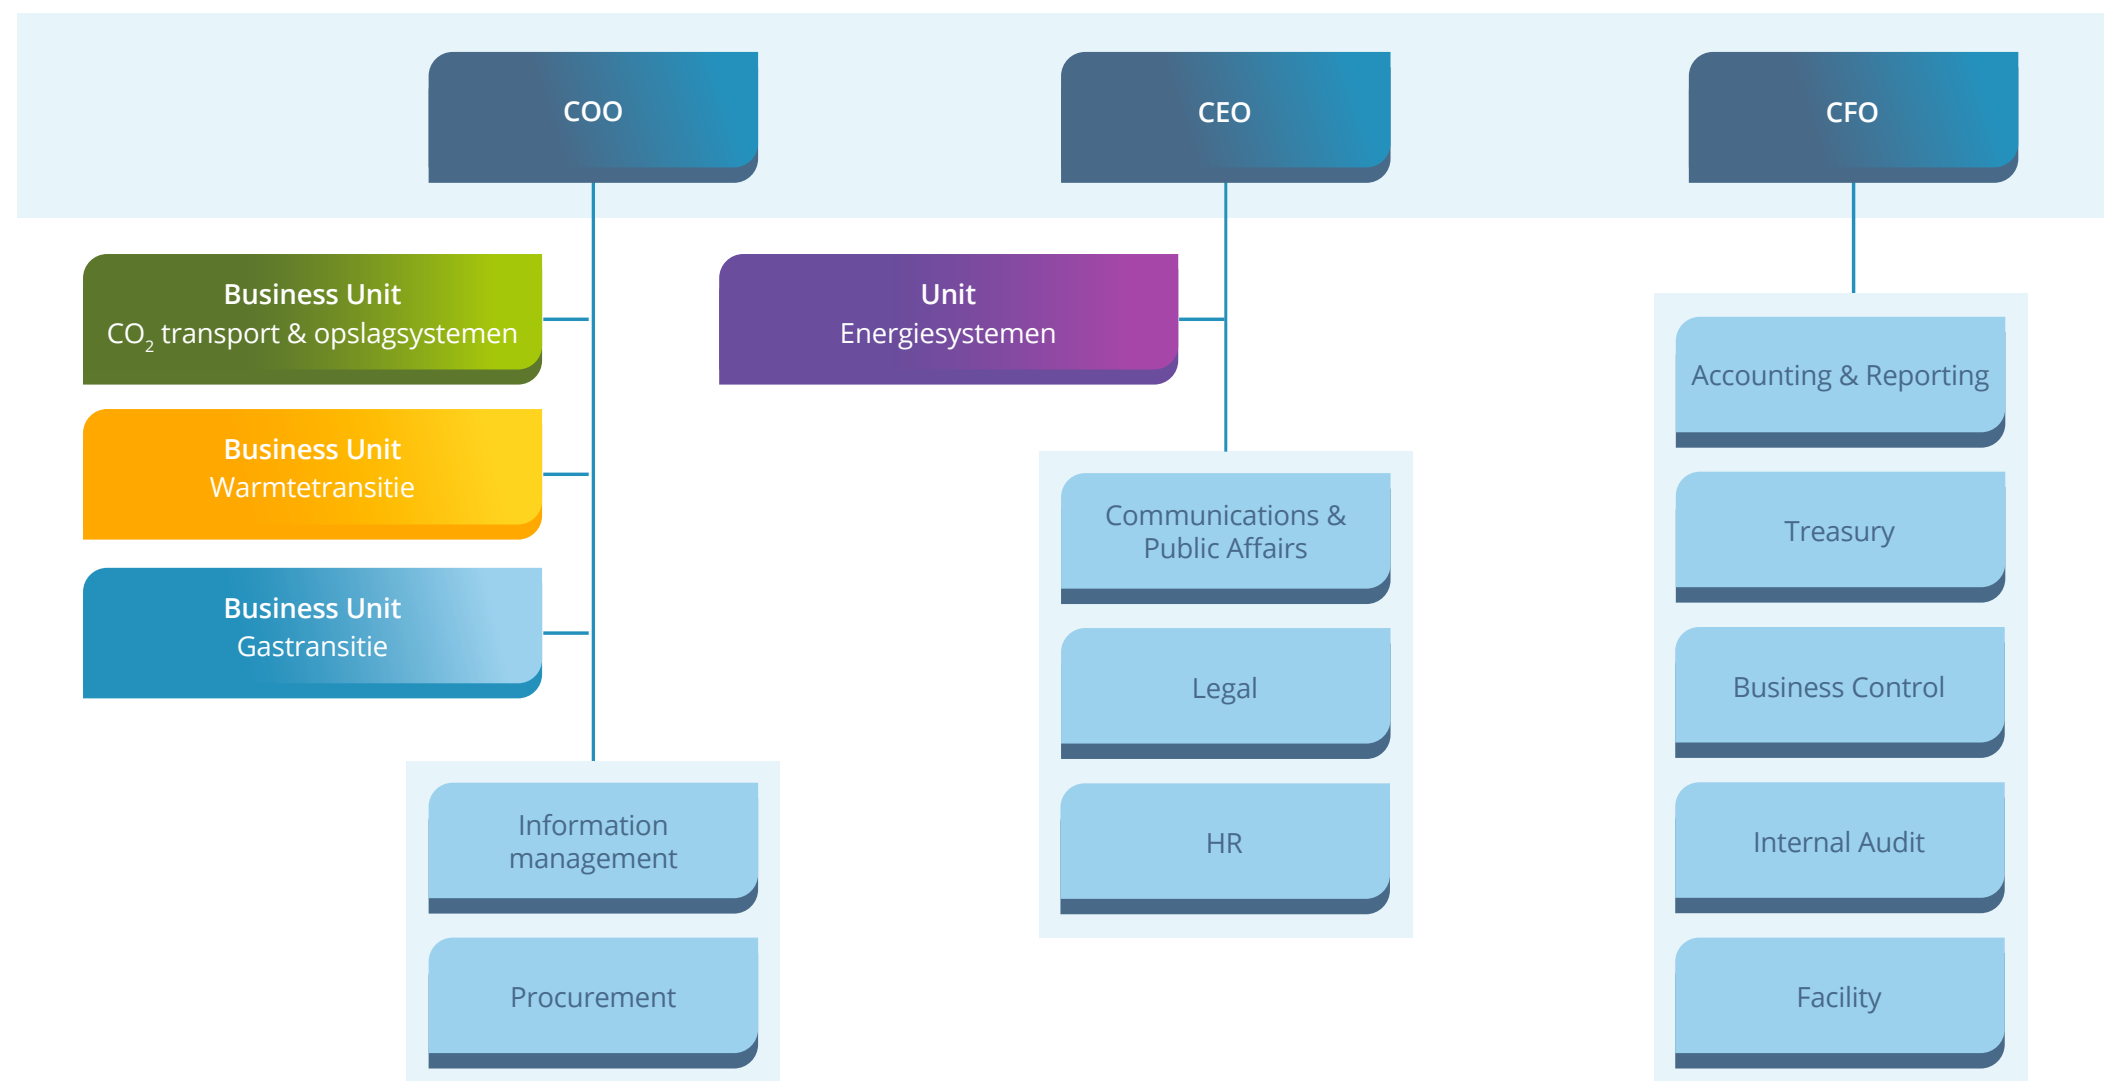 COO
CEO
CFO
Business Unit
CO₂ transport & opslagsystemen
Business Unit
Warmtetransitie
Business Unit
Gastransitie
Information
management
Procurement
Unit
Energiesystemen
Communications &
Public Affairs
Legal
HR
Accounting & Reporting
Treasury
Business Control
Internal Audit
Facility